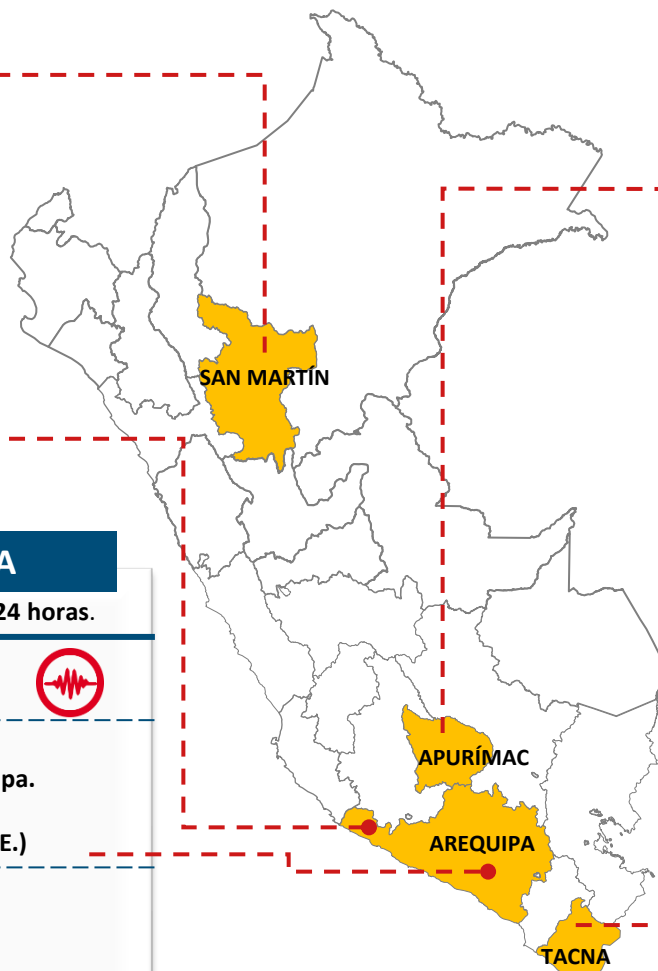 SAN MARTÍN
A
24 horas.
APURÍMAC
pa.
AREQUIPA
E.)
TACNA